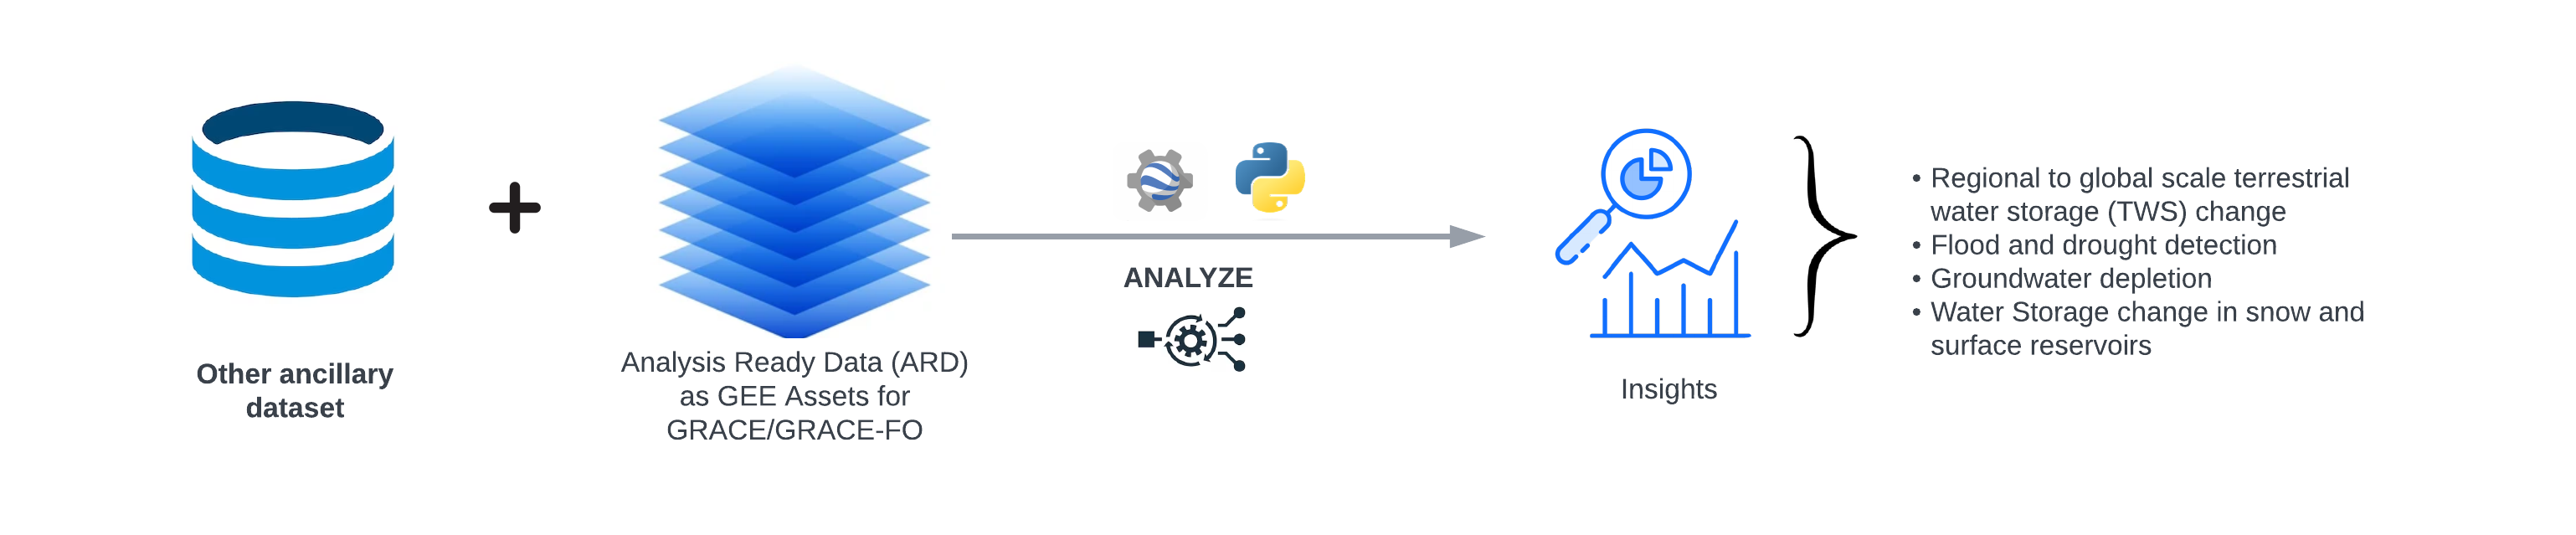 Other ancillary
dataset
Analysis Ready Data (ARD)
as GEE Assets for
GRACE/GRACE-FO
ANALYZE
Insights
• Regional to global scale terrestrial
water storage (TWS) change
• Flood and drought detection
• Groundwater depletion
• Water Storage change in snow and
surface reservoirs